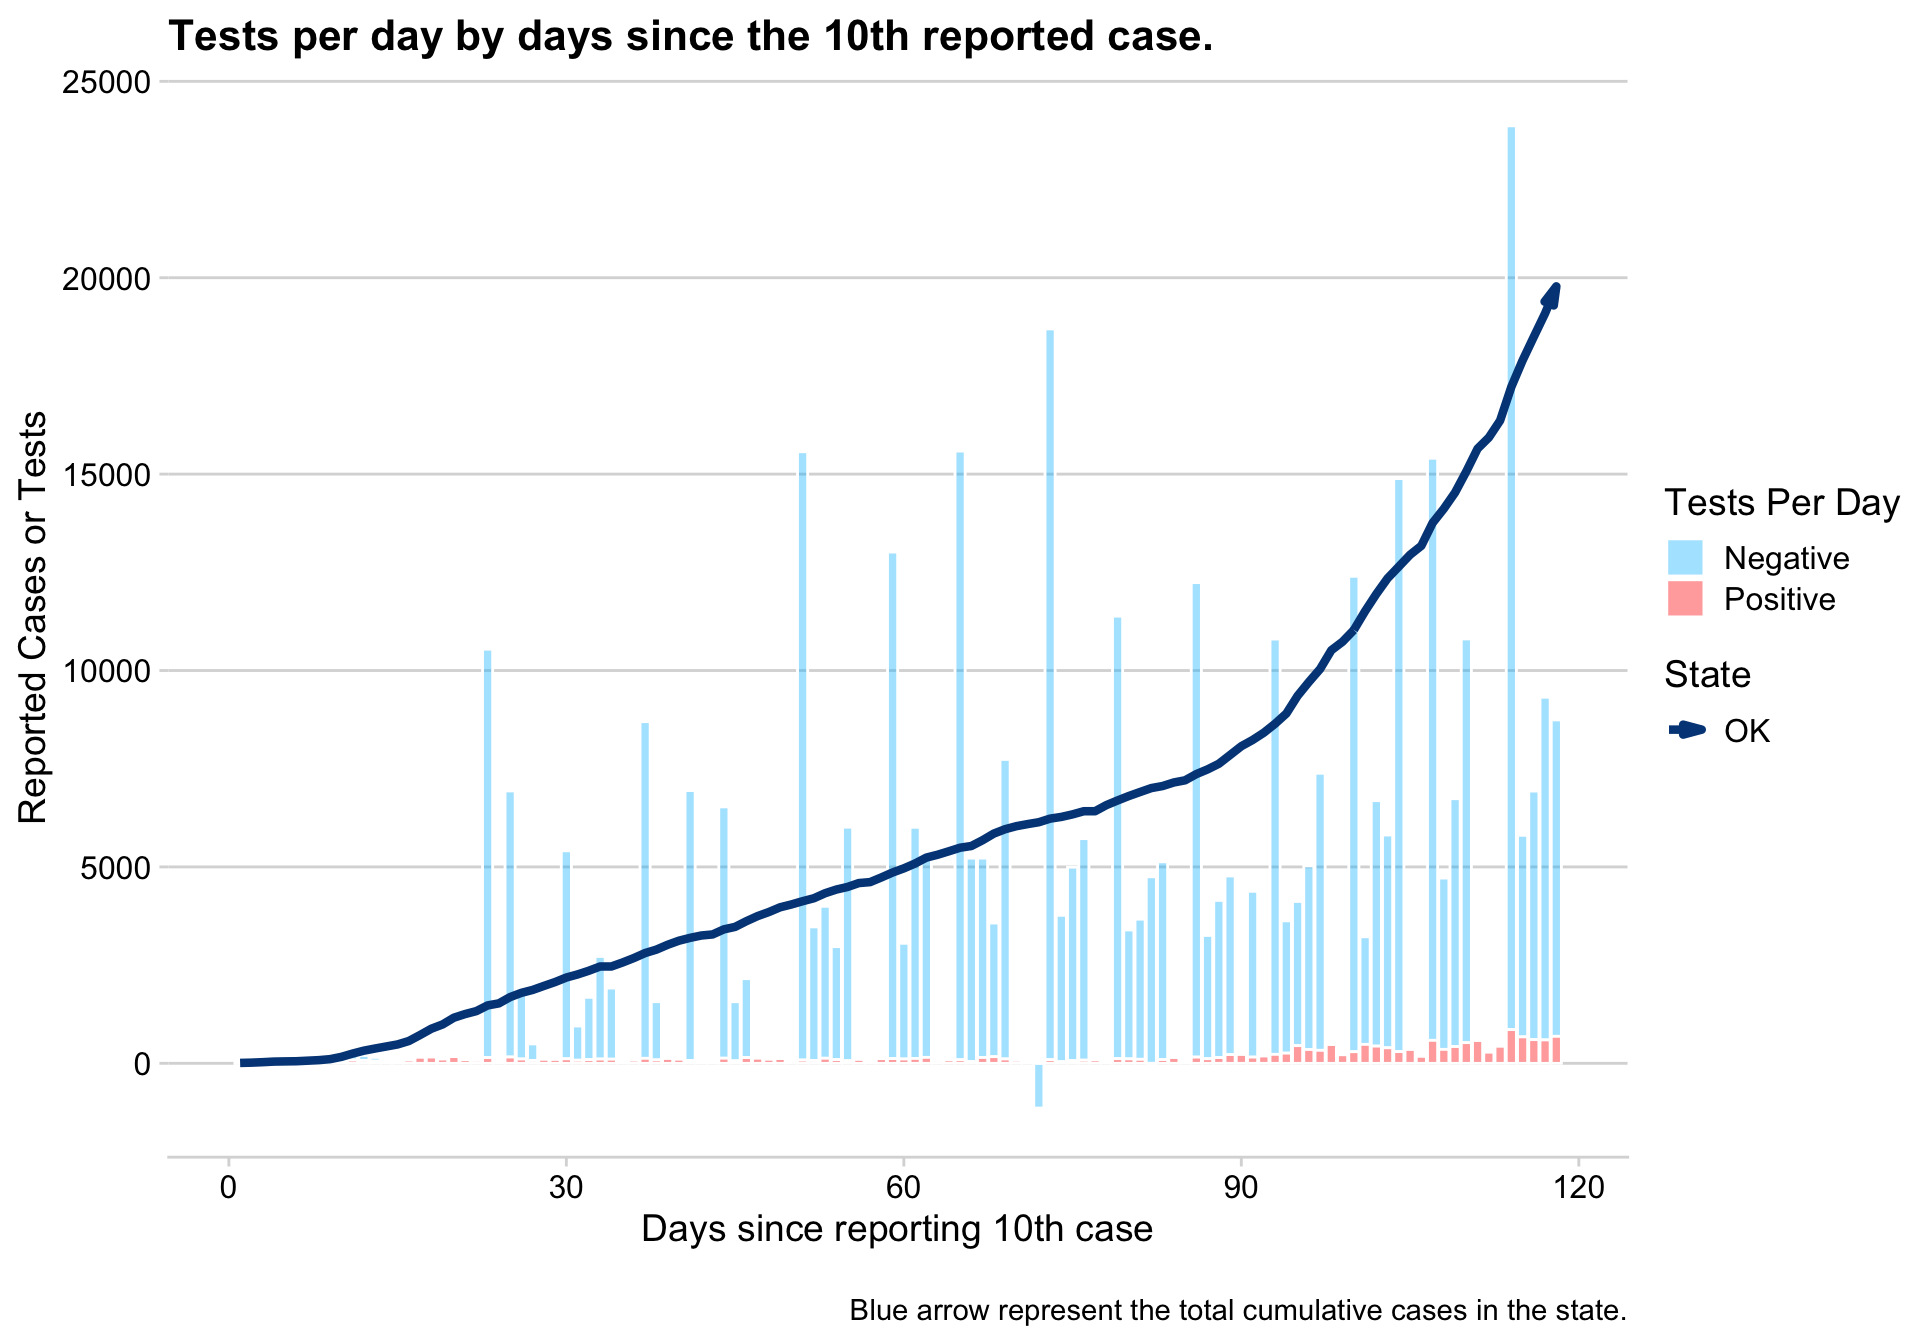 Tests per day by days since the 10th reported case.
25000
20000
15000
10000
5000
0
Reported Cases or Tests
0 30 60 90 120
Days since reporting 10th case
Tests Per Day
Negative
Positive
State
OK
Blue arrow represent the total cumulative cases in the state.